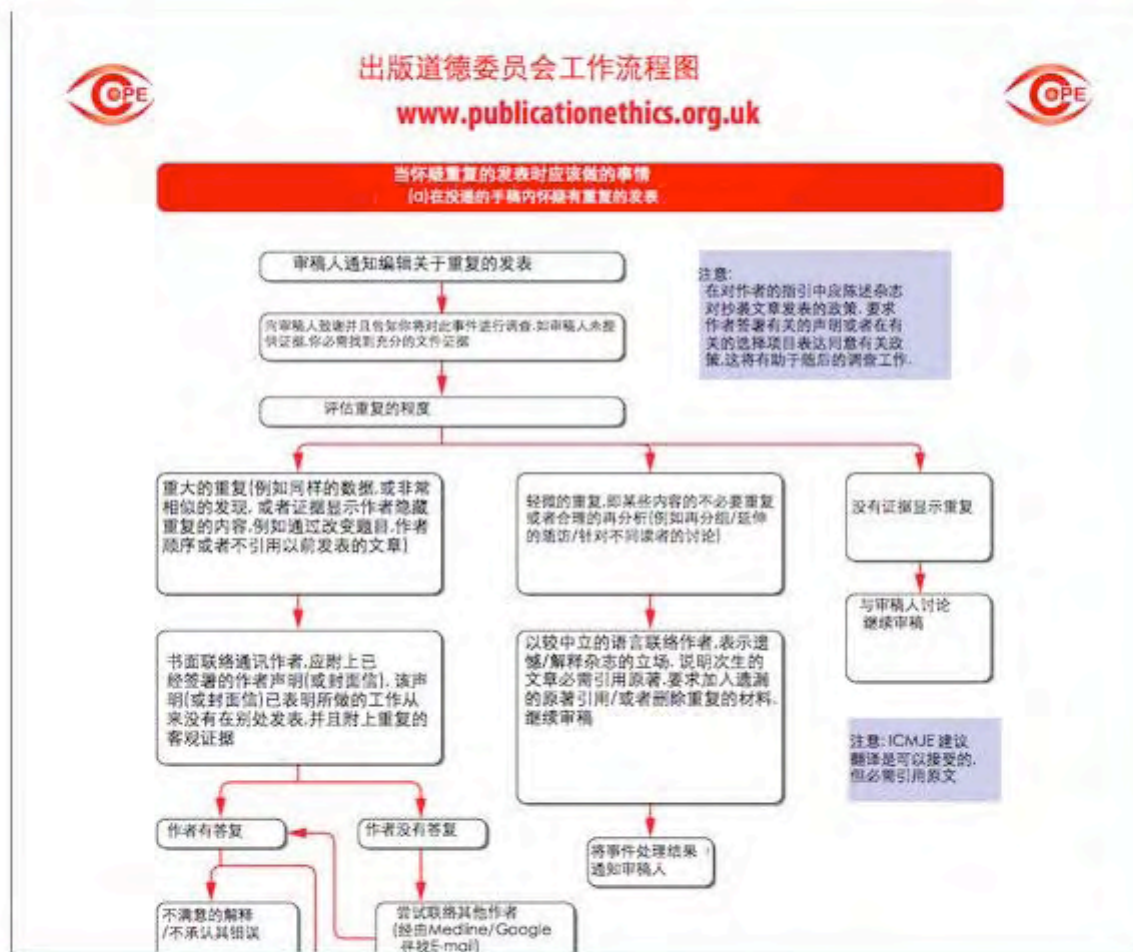 COPE
出版道德委员会工作流程图
COPE
www.publicationethics.org.uk
当怀疑重复的发表时应该做的事情
(a)在投递的手稿内怀疑有重复的发表
审稿人通知编辑关于重复的发表
注意:
在对作者的指引中应陈述杂志
对抄袭文章发表的政策. 要求
作者签署有关的声明或者在有
关的选择项目表达同意有关政
策,这将有助于随后的调查工作.
向审稿人致谢并且告知你将对此事件进行调查.如审稿人未提
供证据,你必需找到充分的文件证据
评估重复的程度
重大的重复(例如同样的数据,或非常
相似的发现, 或者证据显示作者隐藏
重复的内容,例如通过改变题目,作者
顺序或者不引用以前发表的文章)
轻微的重复,即某些内容的不必要重复
或者合理的再分析(例如再分组/延伸
的随访/针对不同读者的讨论)
没有证据显示重复
与审稿人讨论
继续审稿
书面联络通讯作者,应附上已
经签署的作者声明(或封面信). 该声
明(或封面信)已表明所做的工作从
来没有在别处发表,并且附上重复的
客观证据
以较中立的语言联络作者,表示遗
憾/解释杂志的立场. 说明次生的
文章必需引用原著,要求加入遗漏
的原著引用/或者删除重复的材料.
继续审稿
注意: ICMJE 建议
翻译是可以接受的,
但必需引用原文
作者有答复
作者没有答复
将事件处理结果
通知审稿人
不满意的解释
/不承认其错误
尝试联络其他作者
(经由Medline/Google
寻找E-mail)